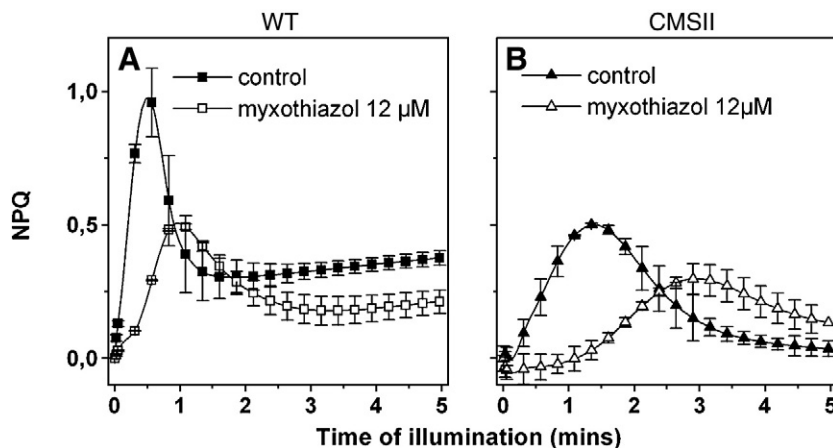 WT
CMSII
A
control
myxothiazol 12 µM
B
control
myxothiazol 12µM
1,0
0,5
0,0
NPQ
0 1 2 3 4 5
0 1 2 3 4 5
Time of illumination (mins)